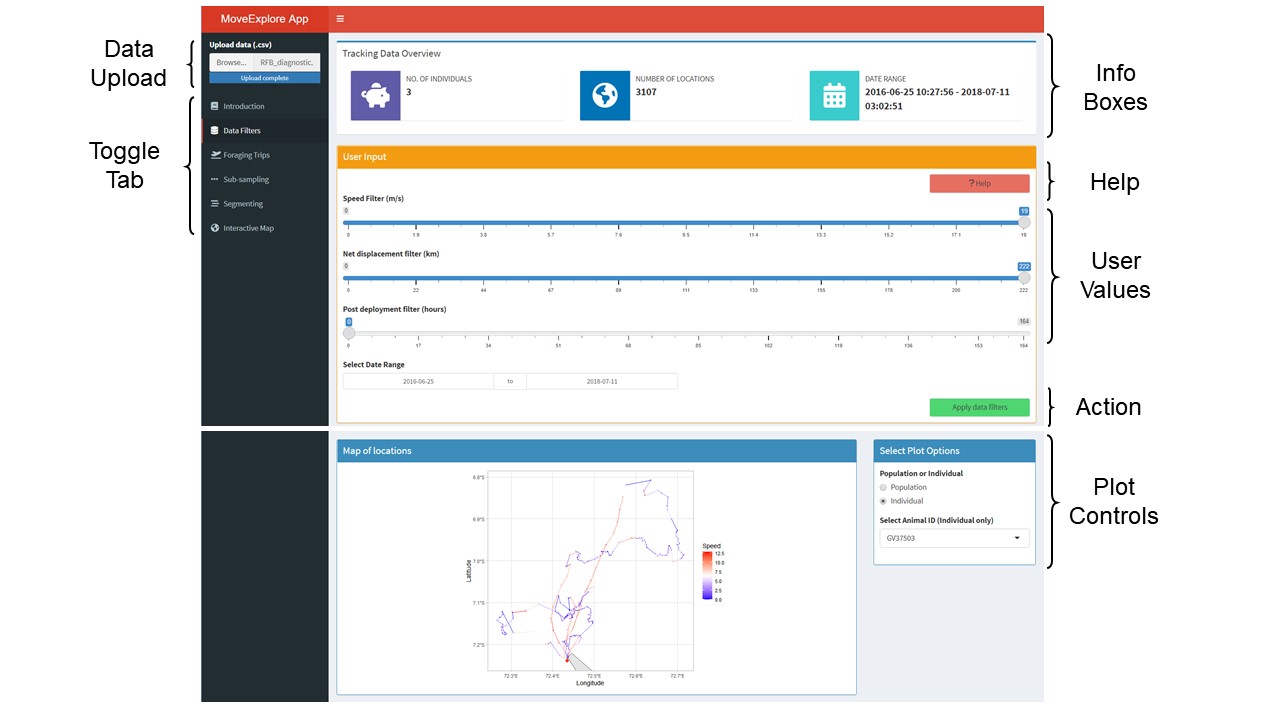 MoveExplore App
Data
Upload
Upload data (.csv)
Browse...
RFB_diagnostic.
Upload complete
Toggle
Tab
Introduction
Data Filters
Foraging Trips
Sub-sampling
Segmenting
Interactive Map
Tracking Data Overview
NO. OF INDIVIDUALS
3
NUMBER OF LOCATIONS
3107
DATE RANGE
2016-06-25 10:27:56 - 2018-07-11
03:02:51
Info
Boxes
User Input
? Help
Help
Speed Filter (m/s)
0 19
0 1.9 3.8 5.7 7.6 9.5 11.4 13.3 15.2 17.1 19
Net displacement filter (km)
0 222
0 22 44 67 89 111 133 155 178 200 222
Post deployment filter (hours)
0 164
0 17 34 51 68 85 102 119 136 153 164
User
Values
Select Date Range
2016-06-25 to 2018-07-11
Apply data filters
Action
Map of locations
6.8°S
6.9°S
7.0°S
7.1°S
7.2°S
Latitude
72.3°E 72.4°E 72.5°E 72.6°E 72.7°E
Longitude
Speed
12.5
10.0
7.5
5.0
2.5
0.0
Select Plot Options
Population or Individual
Population
Individual
Select Animal ID (Individual only)
GV37503
Plot
Controls